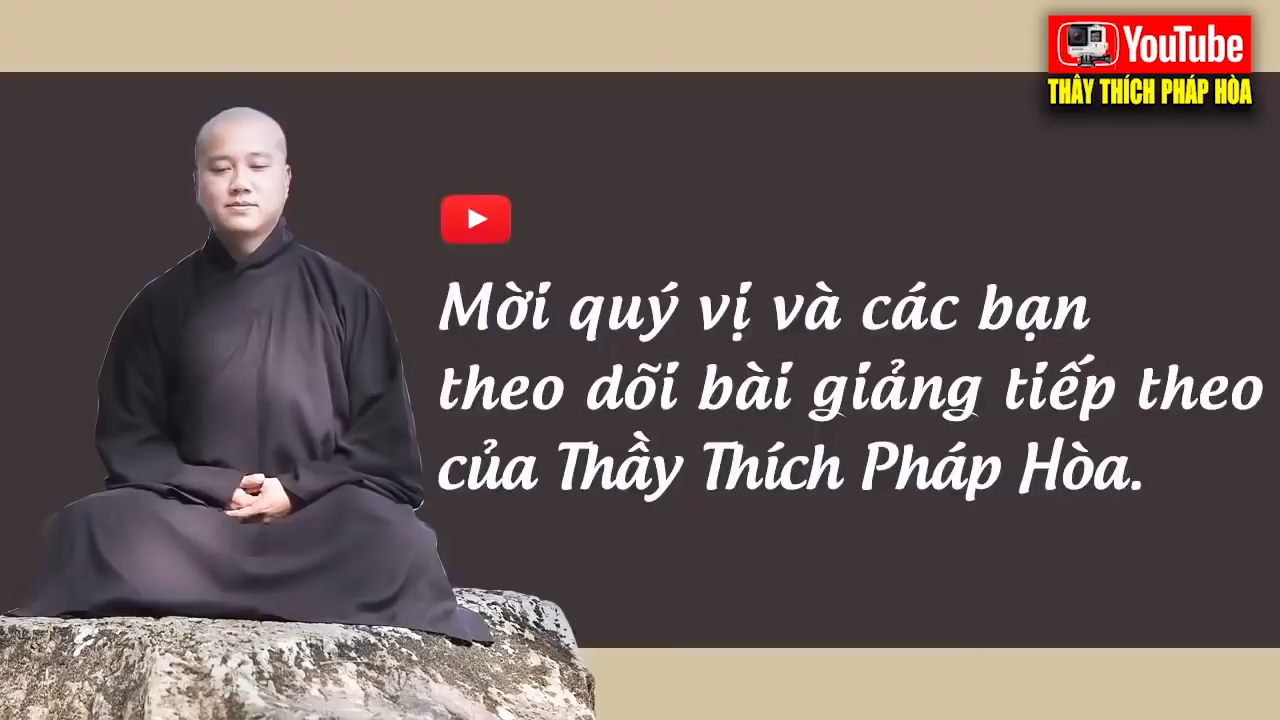 YouTube
THẦY THÍCH PHÁP HÒA
Mời quý vị và các bạn
theo dõi bài giảng tiếp theo
của Thầy Thích Pháp Hòa.